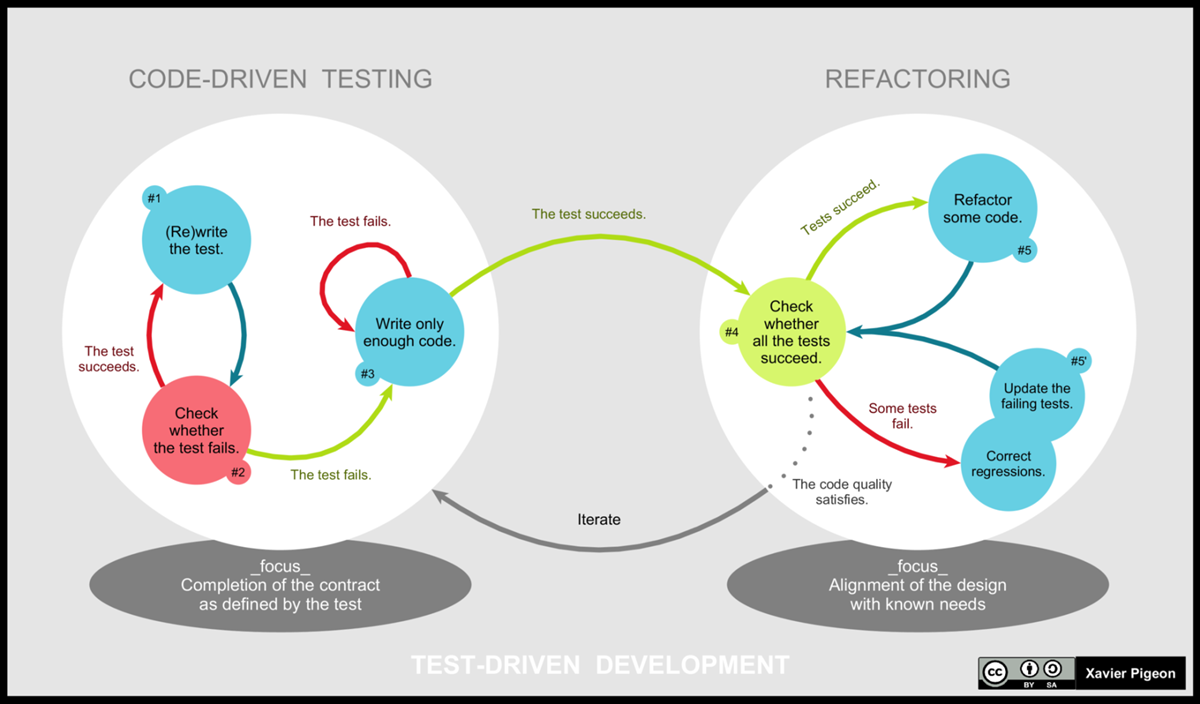 CODE-DRIVEN TESTING
REFACTORING
#1
(Re)write
the test.
The test
succeeds.
Check
whether
the test fails.
#2
The test fails.
The test fails.
Write only
enough code.
#3
The test succeeds.
Check
whether
all the tests
succeed.
#4
Tests succeed.
Refactor
some code.
#5
Some tests
fail.
#5'
Update the
failing tests.
Correct
regressions.
The code quality
satisfies.
Iterate
_focus_
Completion of the contract
as defined by the test
_focus_
Alignment of the design
with known needs
TEST-DRIVEN DEVELOPMENT
cc
BY SA
Xavier Pigeon